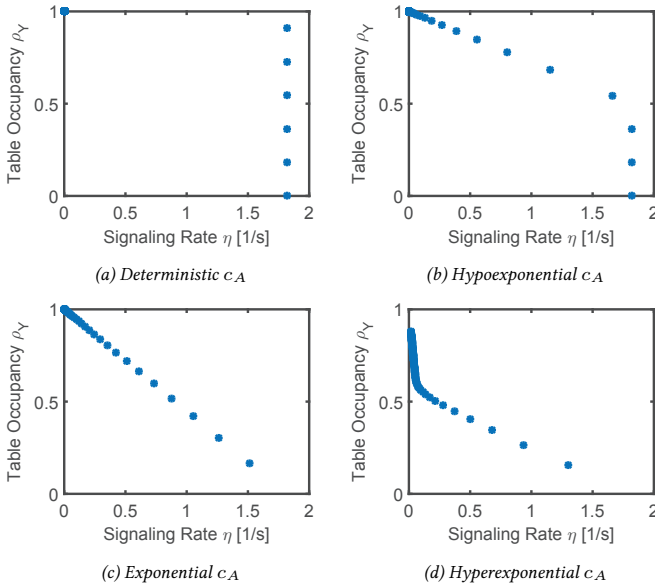 1
0.5
0
Table Occupancy ρY
0 0.5 1 1.5 2
Signaling Rate η [1/s]
(a) Deterministic cA
1
0.5
0
Table Occupancy ρY
0 0.5 1 1.5 2
Signaling Rate η [1/s]
(b) Hypoexponential cA
1
0.5
0
Table Occupancy ρY
0 0.5 1 1.5 2
Signaling Rate η [1/s]
(c) Exponential cA
1
0.5
0
Table Occupancy ρY
0 0.5 1 1.5 2
Signaling Rate η [1/s]
(d) Hyperexponential cA